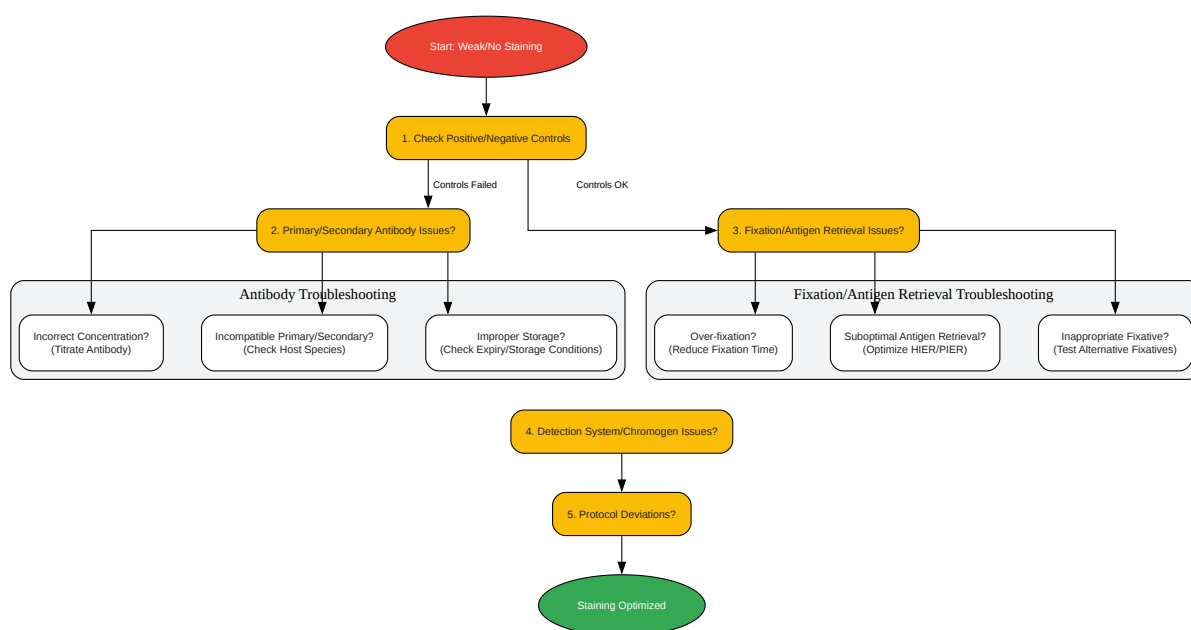 Start: Weak/No Staining
1. Check Positive/Negative Controls
Controls Failed
Controls OK
2. Primary/Secondary Antibody Issues?
3. Fixation/Antigen Retrieval Issues?
Antibody Troubleshooting
Incorrect Concentration?
(Titrate Antibody)
Incompatible Primary/Secondary?
(Check Host Species)
Improper Storage?
(Check Expiry/Storage Conditions)
Fixation/Antigen Retrieval Troubleshooting
Over-fixation?
(Reduce Fixation Time)
Suboptimal Antigen Retrieval?
(Optimize HIER/PIER)
Inappropriate Fixative?
(Test Alternative Fixatives)
4. Detection System/Chromogen Issues?
5. Protocol Deviations?
Staining Optimized